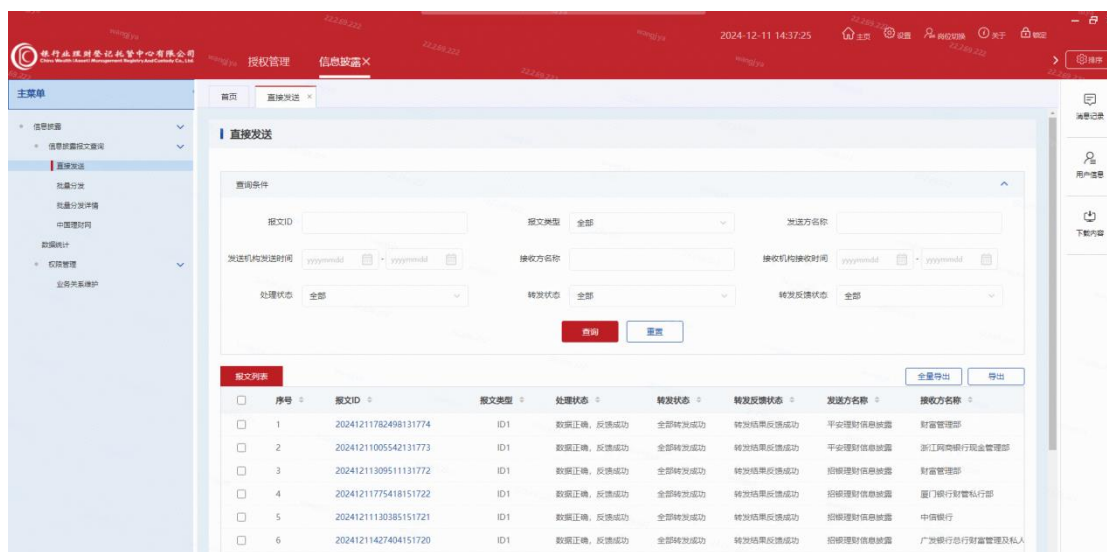 2024-12-11 14:37:25 主页 设置 岗位切换 关于 锁定
银行业理财登记托管中心有限公司
China Wealth (Asset) Management Registry And Custody Co., Ltd.
授权管理 信息披露 排序
主菜单
信息披露
信息披露报文查询
直接发送
批量分发
批量分发详情
中国理财网
数据统计
权限管理
业务关系维护
首页 直接发送
直接发送
查询条件
报文ID 报文类型 全部 发送方名称
发送机构发送时间 yyyymmdd - yyyymmdd 接收方名称 接收机构接收时间 yyyymmdd - yyyymmdd
处理状态 全部 转发状态 全部 转发反馈状态 全部
查询 重置
报文列表 全量导出 导出
序号 报文ID 报文类型 处理状态 转发状态 转发反馈状态 发送方名称 接收方名称
1 20241211782498131774 ID1 数据正确，反馈成功 全部转发成功 转发结果反馈成功 平安理财信息披露 财富管理部
2 20241211005542131773 ID1 数据正确，反馈成功 全部转发成功 转发结果反馈成功 平安理财信息披露 浙江网商银行现金管理部
3 20241211309511131772 ID1 数据正确，反馈成功 全部转发成功 转发结果反馈成功 招银理财信息披露 财富管理部
4 20241211775418151722 ID1 数据正确，反馈成功 全部转发成功 转发结果反馈成功 招银理财信息披露 厦门银行财管私行部
5 20241211130385151721 ID1 数据正确，反馈成功 全部转发成功 转发结果反馈成功 招银理财信息披露 中信银行
6 20241211427404151720 ID1 数据正确，反馈成功 全部转发成功 转发结果反馈成功 招银理财信息披露 广发银行总行财富管理及私人
消息记录
用户信息
下载内容